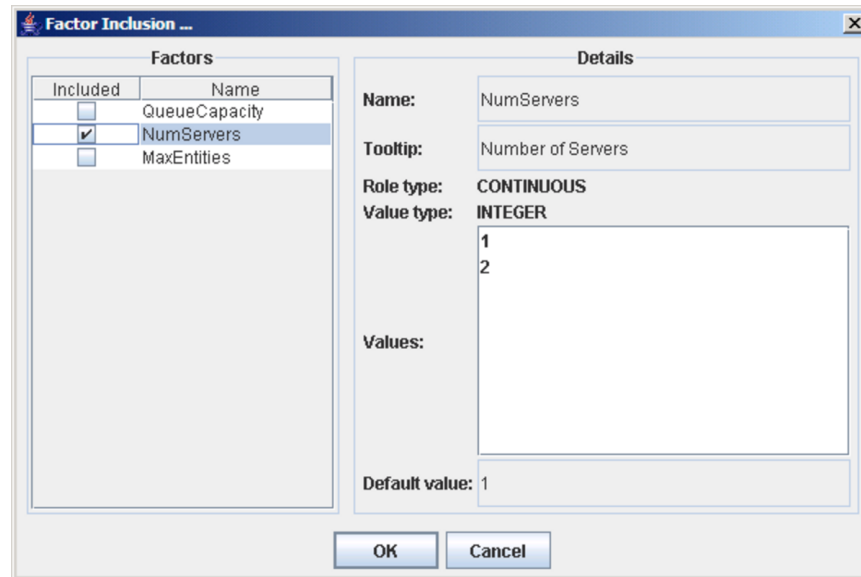 Factor Inclusion ...
Factors
Included Name
QueueCapacity
NumServers
MaxEntities
Details
Name: NumServers
Tooltip: Number of Servers
Role type: CONTINUOUS
Value type: INTEGER
1
2
Values:
Default value: 1
OK Cancel